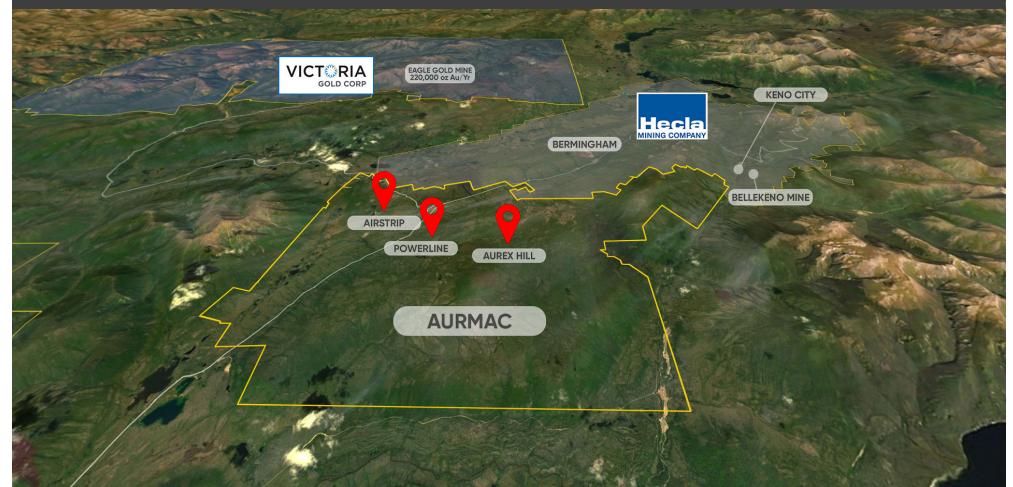 VICTORIA
GOLD CORP
EAGLE GOLD MINE
220,000 oz Au/Yr
KENO CITY
Hecla
MINING COMPANY
BERMINGHAM
BELLEKENO MINE
AIRSTRIP
POWERLINE
AUREX HILL
AURMAC